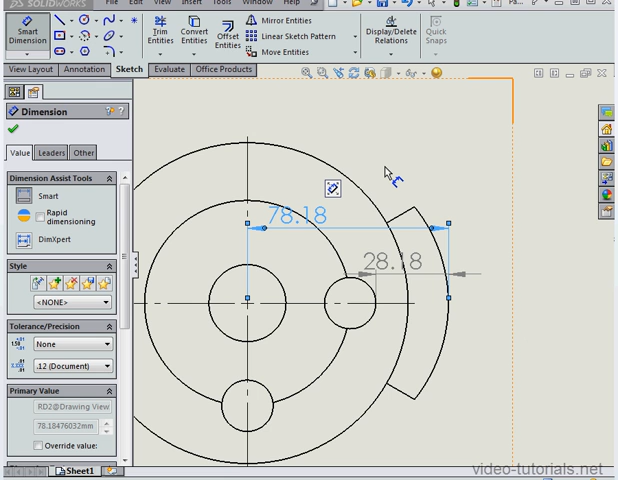 SOLIDWORKS
File Edit View Insert Tools Window Help
Smart Dimension
Trim Entities
Convert Entities
Offset Entities
Mirror Entities
Linear Sketch Pattern
Move Entities
Display/Delete Relations
Quick Snaps
View Layout Annotation Sketch Evaluate Office Products
Dimension
Value Leaders Other
Dimension Assist Tools
Smart
Rapid dimensioning
DimXpert
Style
<NONE>
Tolerance/Precision
None
.12 (Document)
Primary Value
RD2@Drawing View
78.18476032mm
Override value:
78.18
28.18
Sheet1
video-tutorials.net